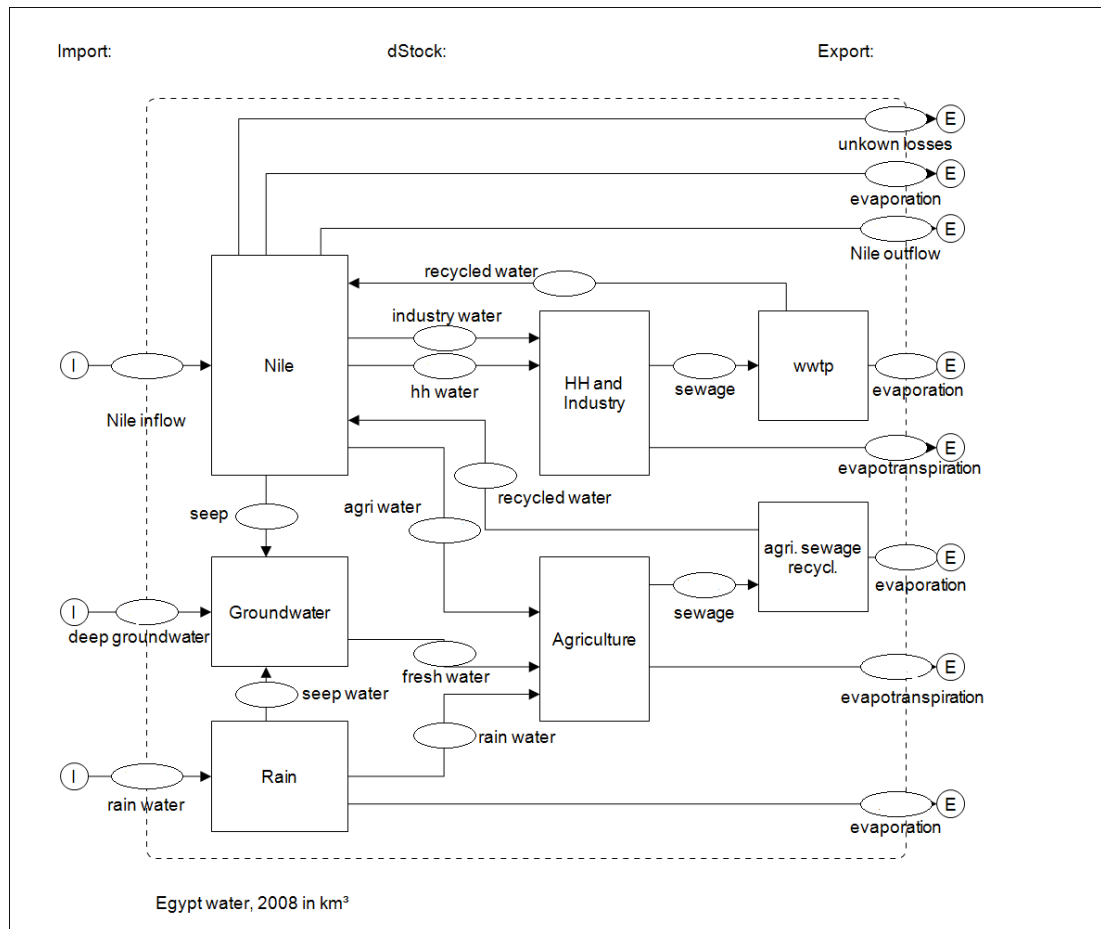 Import:
dStock:
Export:
E
unkown losses
E
evaporation
E
Nile outflow
recycled water
industry water
I
Nile
hh water
HH and
Industry
sewage
wwtp
E
evaporation
Nile inflow
E
evapotranspiration
recycled water
agri water
seep
agri. sewage
recycl.
E
evaporation
I
deep groundwater
Groundwater
Agriculture
sewage
fresh water
E
evapotranspiration
seep water
rain water
I
rain water
Rain
E
evaporation
Egypt water, 2008 in km³